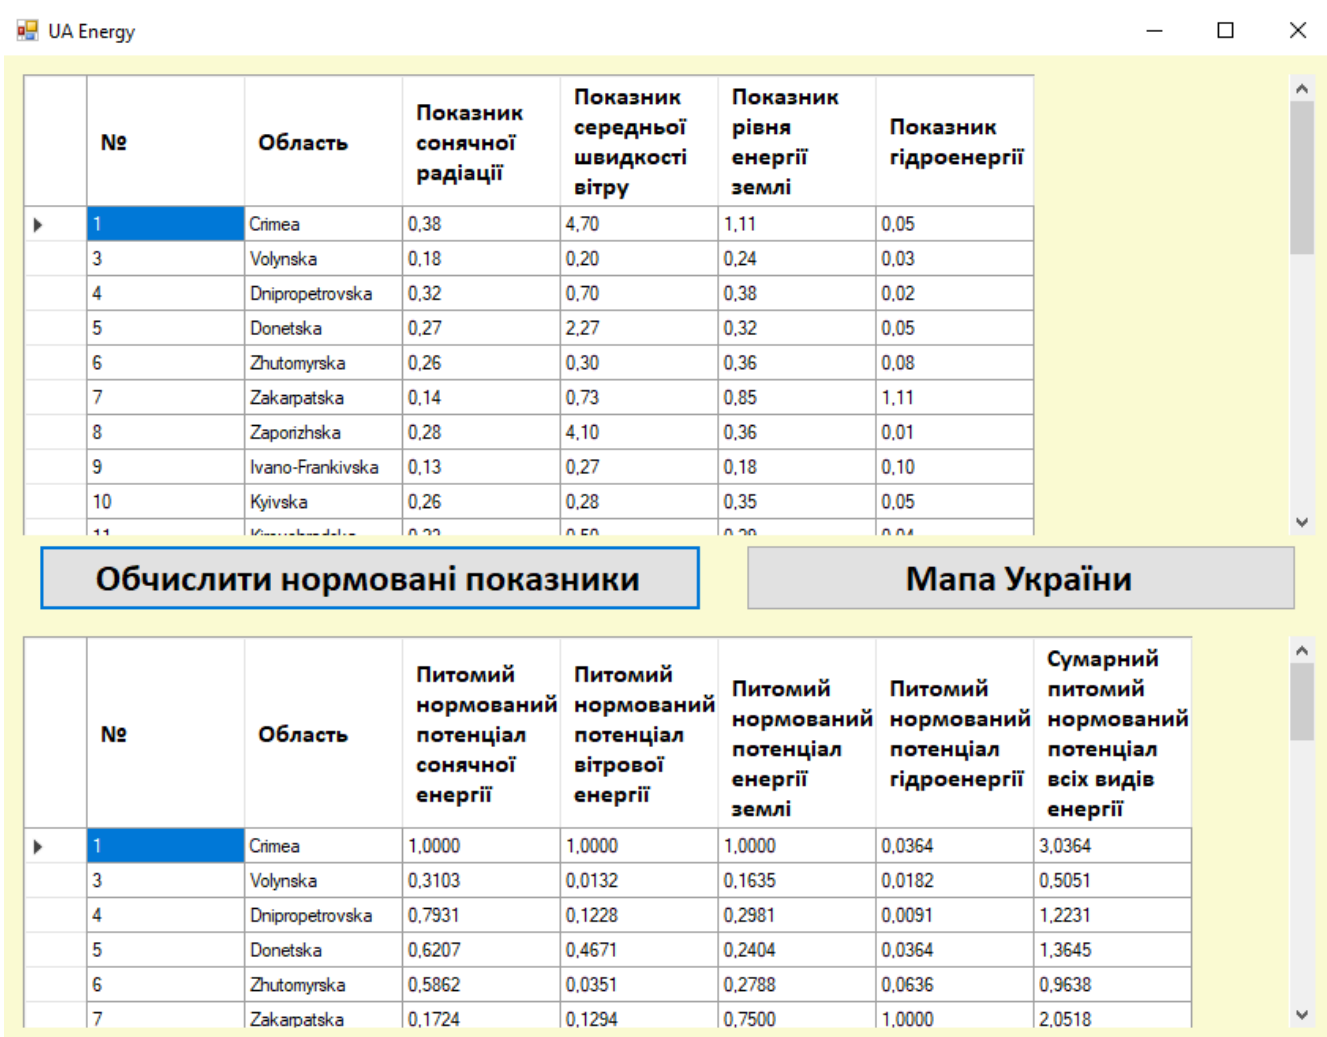 UA Energy
№ Область Показник сонячної радіації Показник середньої швидкості вітру Показник рівня енергії землі Показник гідроенергії
1 Crimea 0,38 4,70 1,11 0,05
3 Volynska 0,18 0,20 0,24 0,03
4 Dnipropetrovska 0,32 0,70 0,38 0,02
5 Donetska 0,27 2,27 0,32 0,05
6 Zhutomyrska 0,26 0,30 0,36 0,08
7 Zakarpatska 0,14 0,73 0,85 1,11
8 Zaporizhska 0,28 4,10 0,36 0,01
9 Ivano-Frankivska 0,13 0,27 0,18 0,10
10 Kyivska 0,26 0,28 0,35 0,05
Обчислити нормовані показники Мапа України
№ Область Питомий нормований потенціал сонячної енергії Питомий нормований потенціал вітрової енергії Питомий нормований потенціал енергії землі Питомий нормований потенціал гідроенергії Сумарний питомий нормований потенціал всіх видів енергії
1 Crimea 1,0000 1,0000 1,0000 0,0364 3,0364
3 Volynska 0,3103 0,0132 0,1635 0,0182 0,5051
4 Dnipropetrovska 0,7931 0,1228 0,2981 0,0091 1,2231
5 Donetska 0,6207 0,4671 0,2404 0,0364 1,3645
6 Zhutomyrska 0,5862 0,0351 0,2788 0,0636 0,9638
7 Zakarpatska 0,1724 0,1294 0,7500 1,0000 2,0518